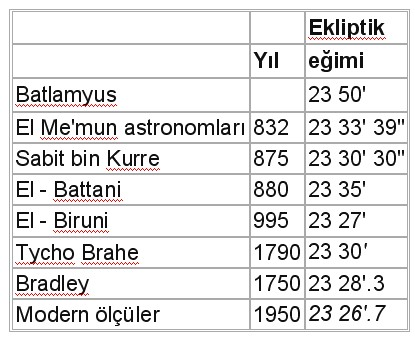 Ekliptik
Yıl eğimi
Batlamyus 23 50'
El Me'mun astronomları 832 23 33' 39"
Sabit bin Kurre 875 23 30' 30"
El - Battani 880 23 35'
El - Biruni 995 23 27'
Tycho Brahe 1790 23 30'
Bradley 1750 23 28'.3
Modern ölçüler 1950 23 26'.7